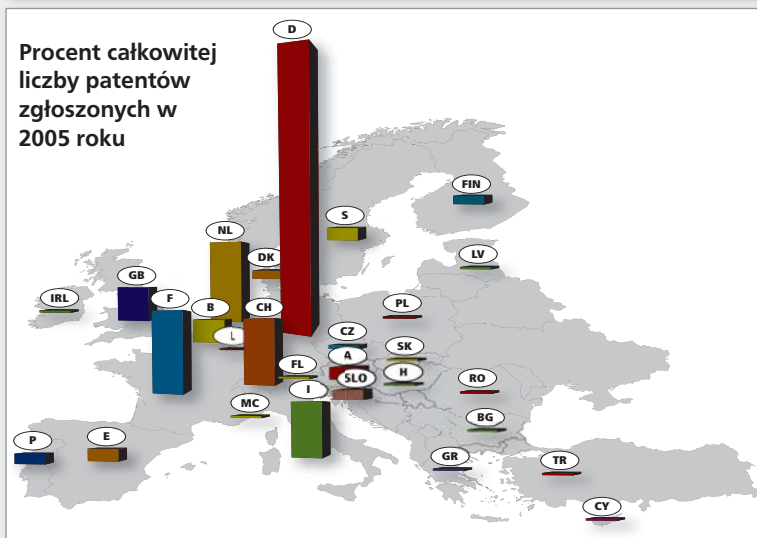 Procent całkowitej
liczby patentów
zgłoszonych w
2005 roku
D
FIN
S
NL
DK
LV
GB
IRL
F
B
CH
PL
L
CZ
SK
A
FL
SLO
H
RO
I
MC
BG
P
E
GR
TR
CY